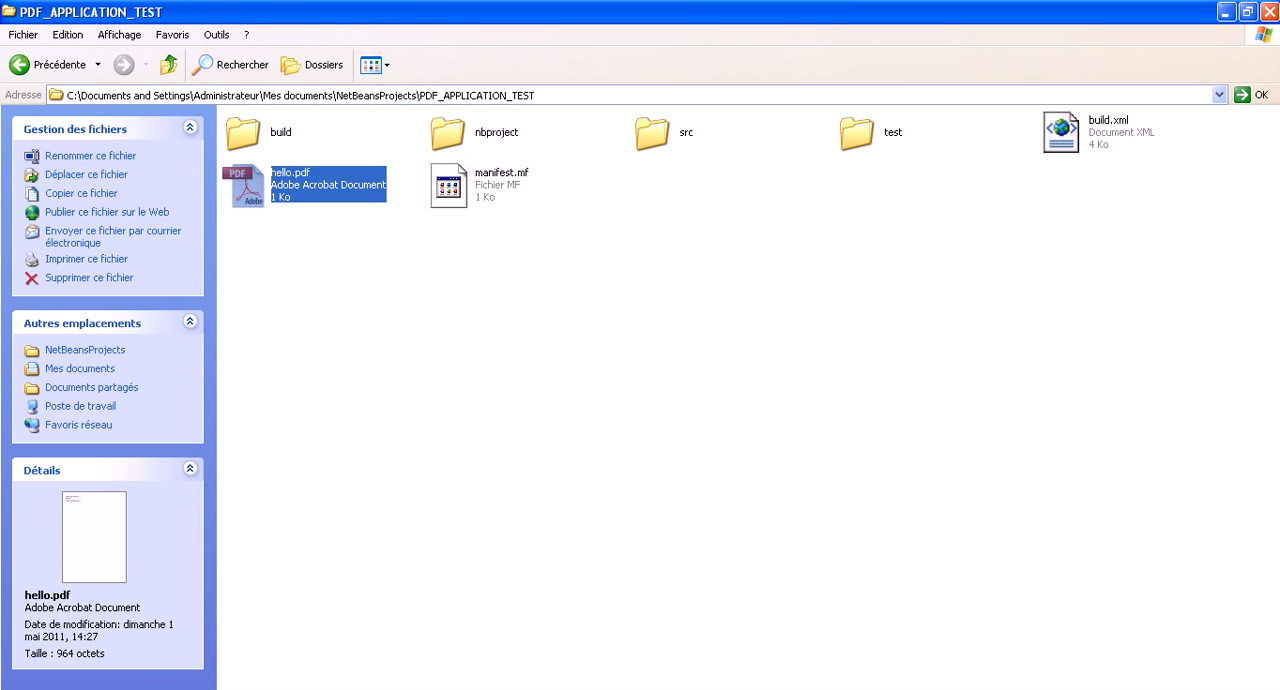 PDF_APPLICATION_TEST
Fichier Edition Affichage Favoris Outils ?
Précédente Rechercher Dossiers
Adresse C:\Documents and Settings\Administrateur\Mes documents\NetBeansProjects\PDF_APPLICATION_TEST OK
Gestion des fichiers
Renommer ce fichier
Déplacer ce fichier
Copier ce fichier
Publier ce fichier sur le Web
Envoyer ce fichier par courrier
électronique
Imprimer ce fichier
Supprimer ce fichier
Autres emplacements
NetBeansProjects
Mes documents
Documents partagés
Poste de travail
Favoris réseau
Détails
hello.pdf
Adobe Acrobat Document
Date de modification: dimanche 1
mai 2011, 14:27
Taille : 964 octets
build
nbproject
src
test
build.xml
Document XML
4 Ko
PDF
Adobe
hello.pdf
Adobe Acrobat Document
1 Ko
manifest.mf
Fichier MF
1 Ko